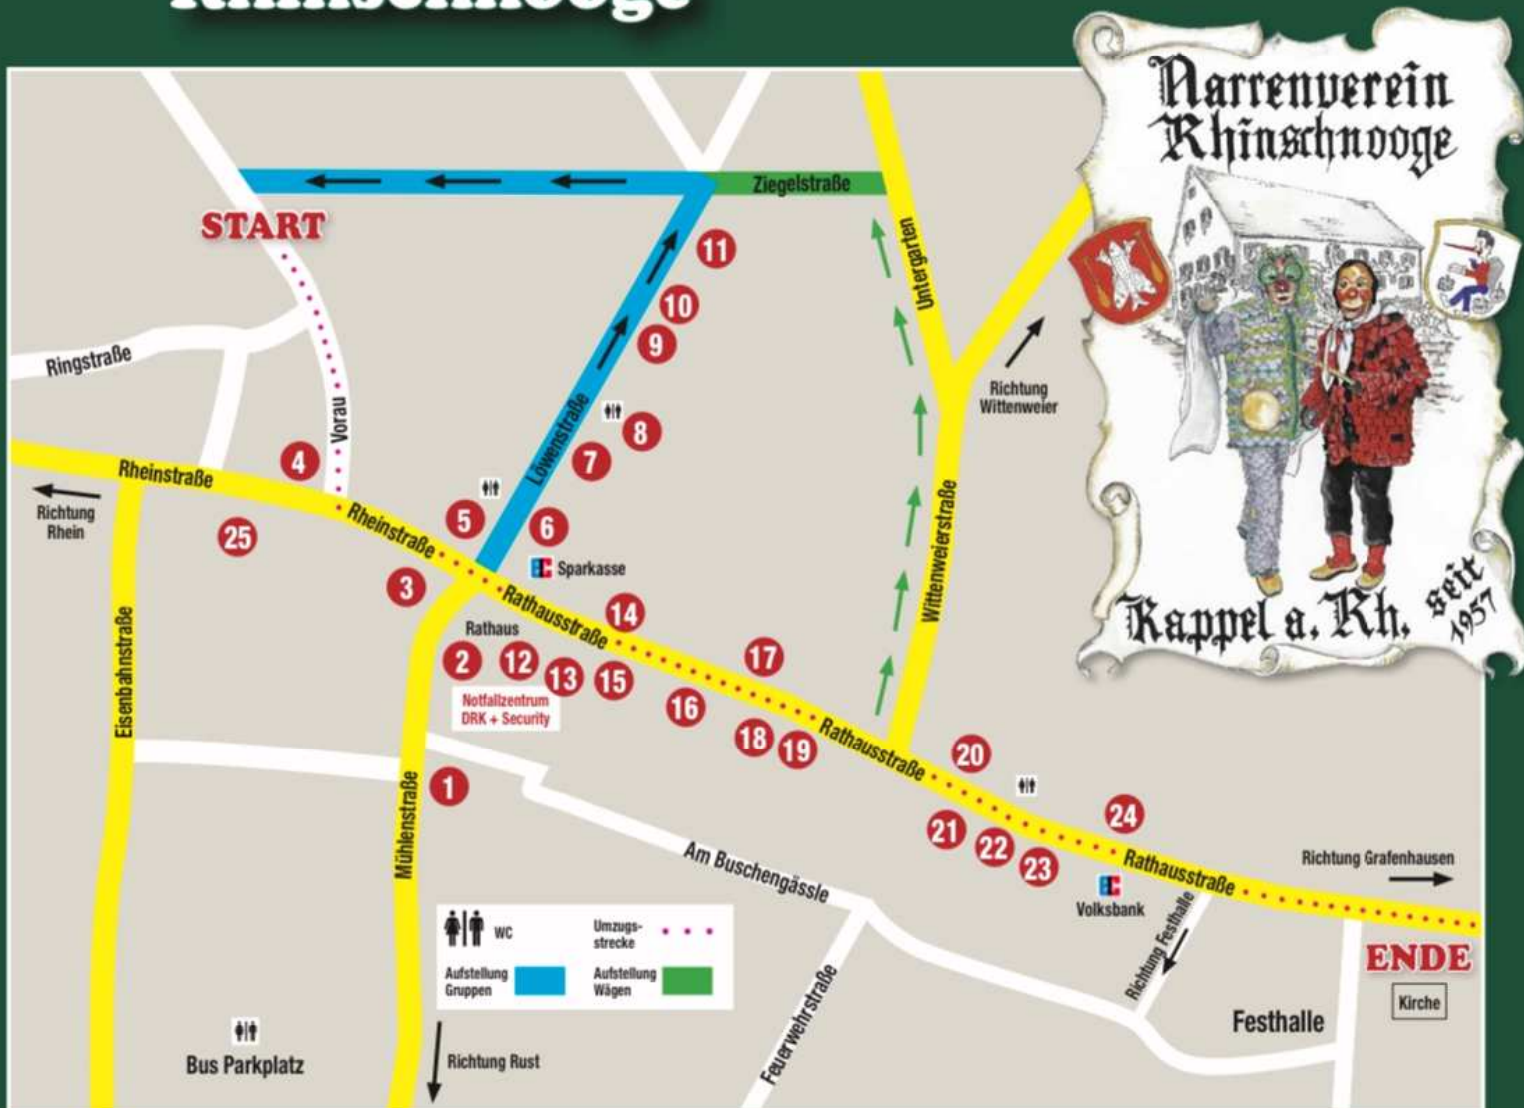 Rhinschnooge
Narrenverein
Rhinschnooge
Kappel a. Rh. seit
1957
Ziegelstraße
START
11
Untergarten
10
9
Ringstraße
Richtung
Wittenweier
Vorau
Löwenstraße
8
7
4
Rheinstraße
Richtung
Rhein
25
Rheinstraße
5
6
Sparkasse
3
Wittenweierstraße
Rathausstraße
14
Rathaus
2
12
13
15
17
Notfallzentrum
DRK + Security
16
18
19
Eisenbahnstraße
Rathausstraße
20
1
Mühlenstraße
21
22
23
24
Am Buschengässle
Rathausstraße
Richtung Grafenhausen
Volksbank
Richtung Festhalle
ENDE
Kirche
WC
Umzugs-
strecke
Aufstellung
Gruppen
Aufstellung
Wägen
Festhalle
Feuerwehrstraße
Bus Parkplatz
Richtung Rust